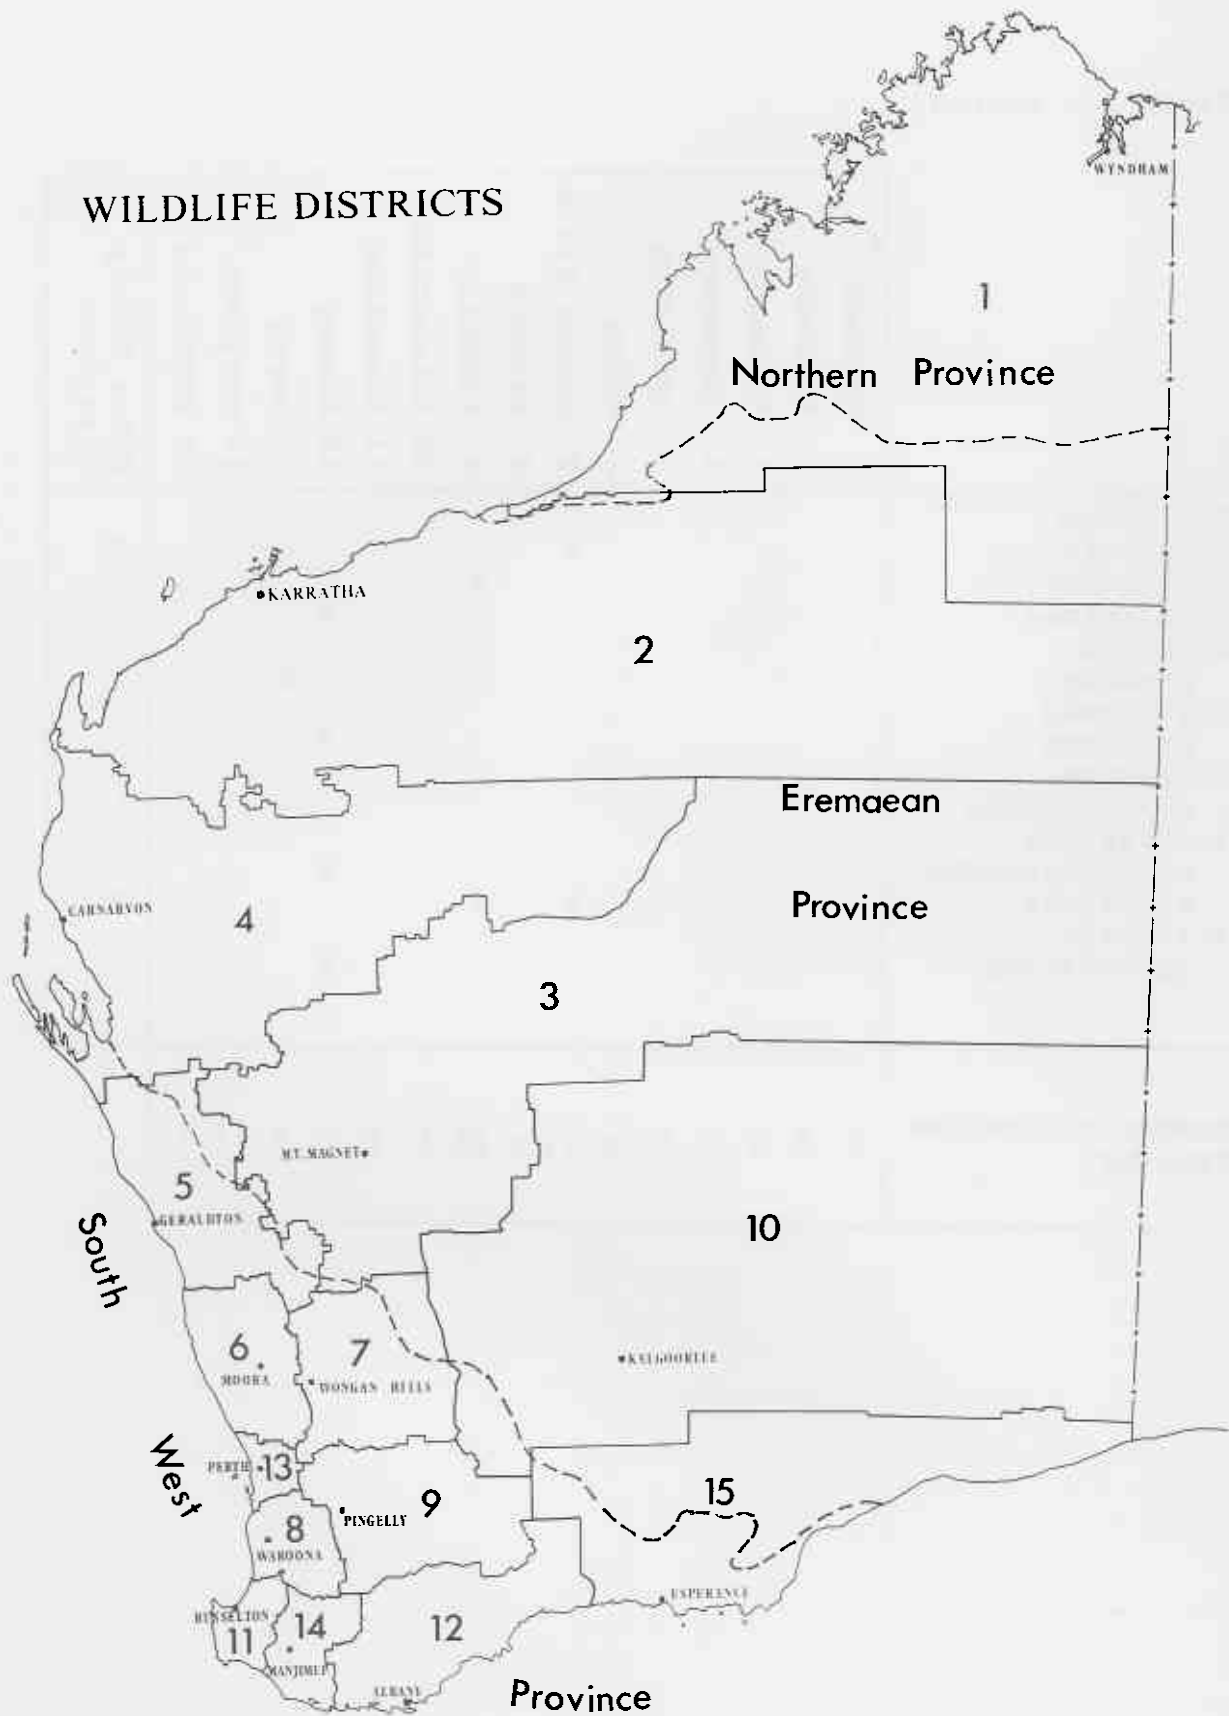 WILDLIFE DISTRICTS
WYNDHAM
1
Northern Province
KARRATHA
2
Eremaean
Province
CARNARVON
4
3
MT. MAGNET
5
GERALDTON
10
South
6
MOORA
7
WONGAN HILLS
KALGOORLIE
West
PERTH
13
15
9
PINGELLY
8
WAROONA
ESPERENCE
BUSSELTON
11
14
12
MANJIMUP
ALBANY
Province